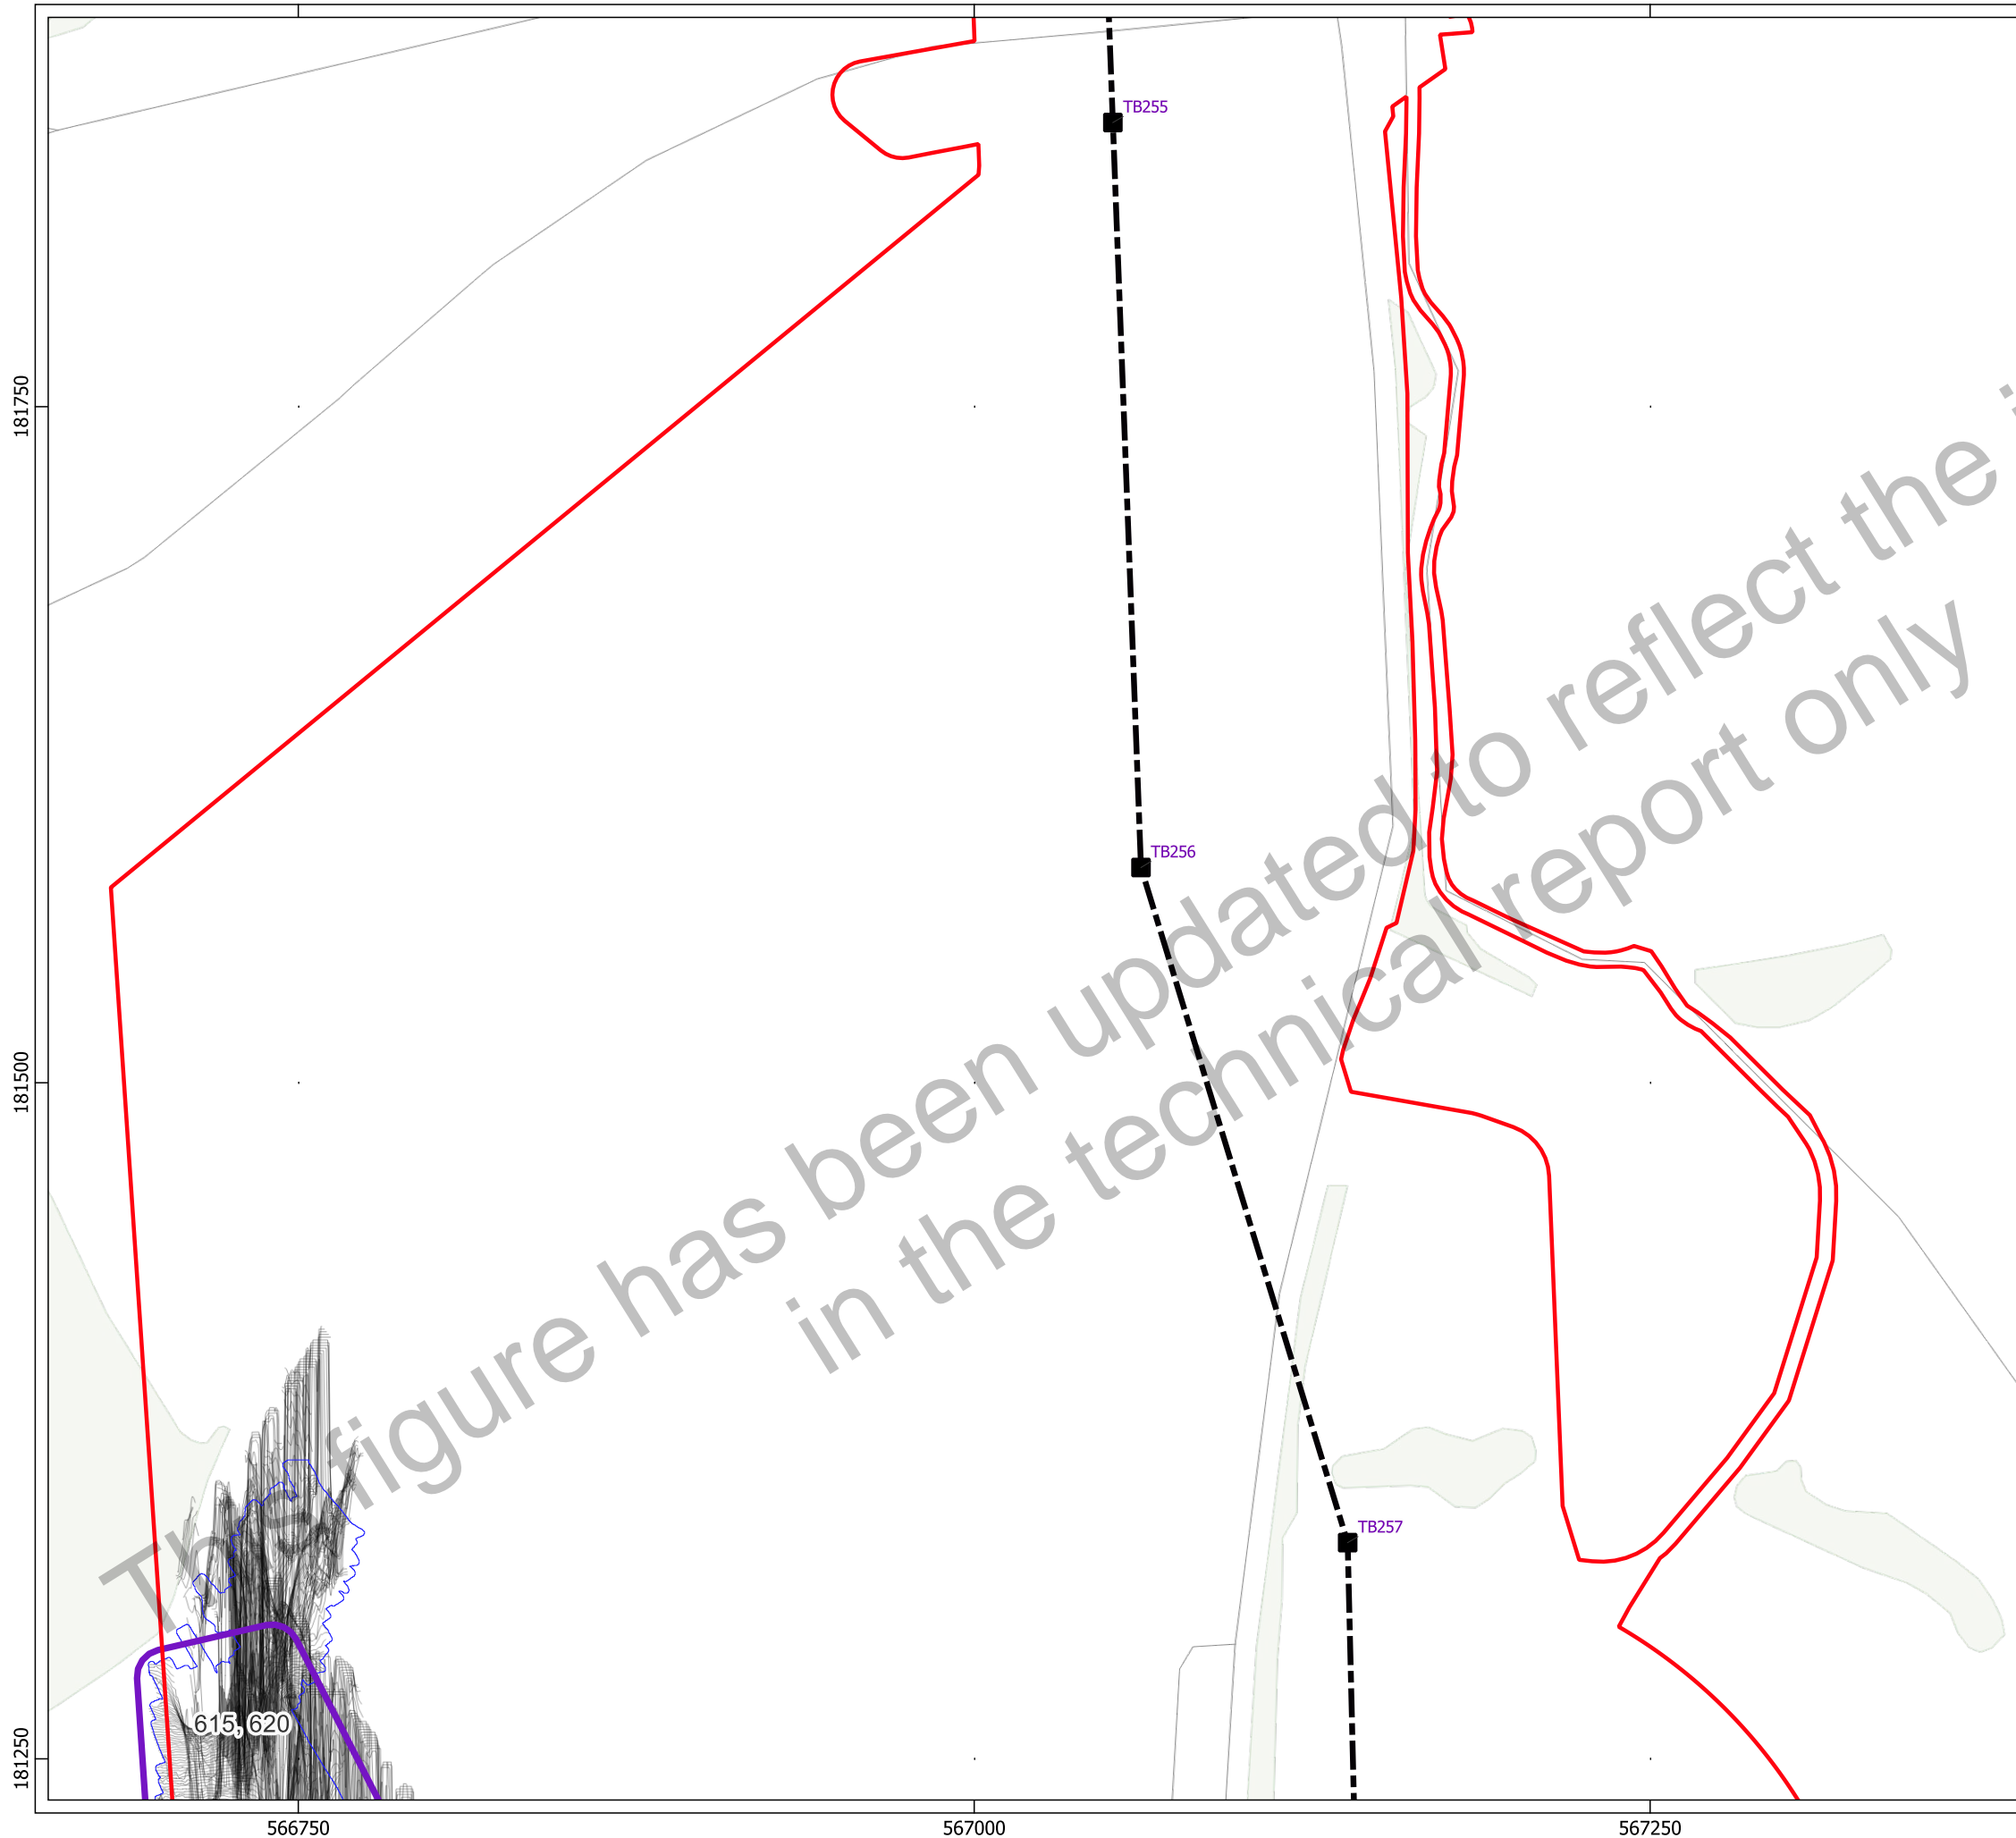 TB255
181750
This figure has been updated to reflect the
in the technical report only
TB256
181500
TB257
615, 620
181250
566750
567000
567250